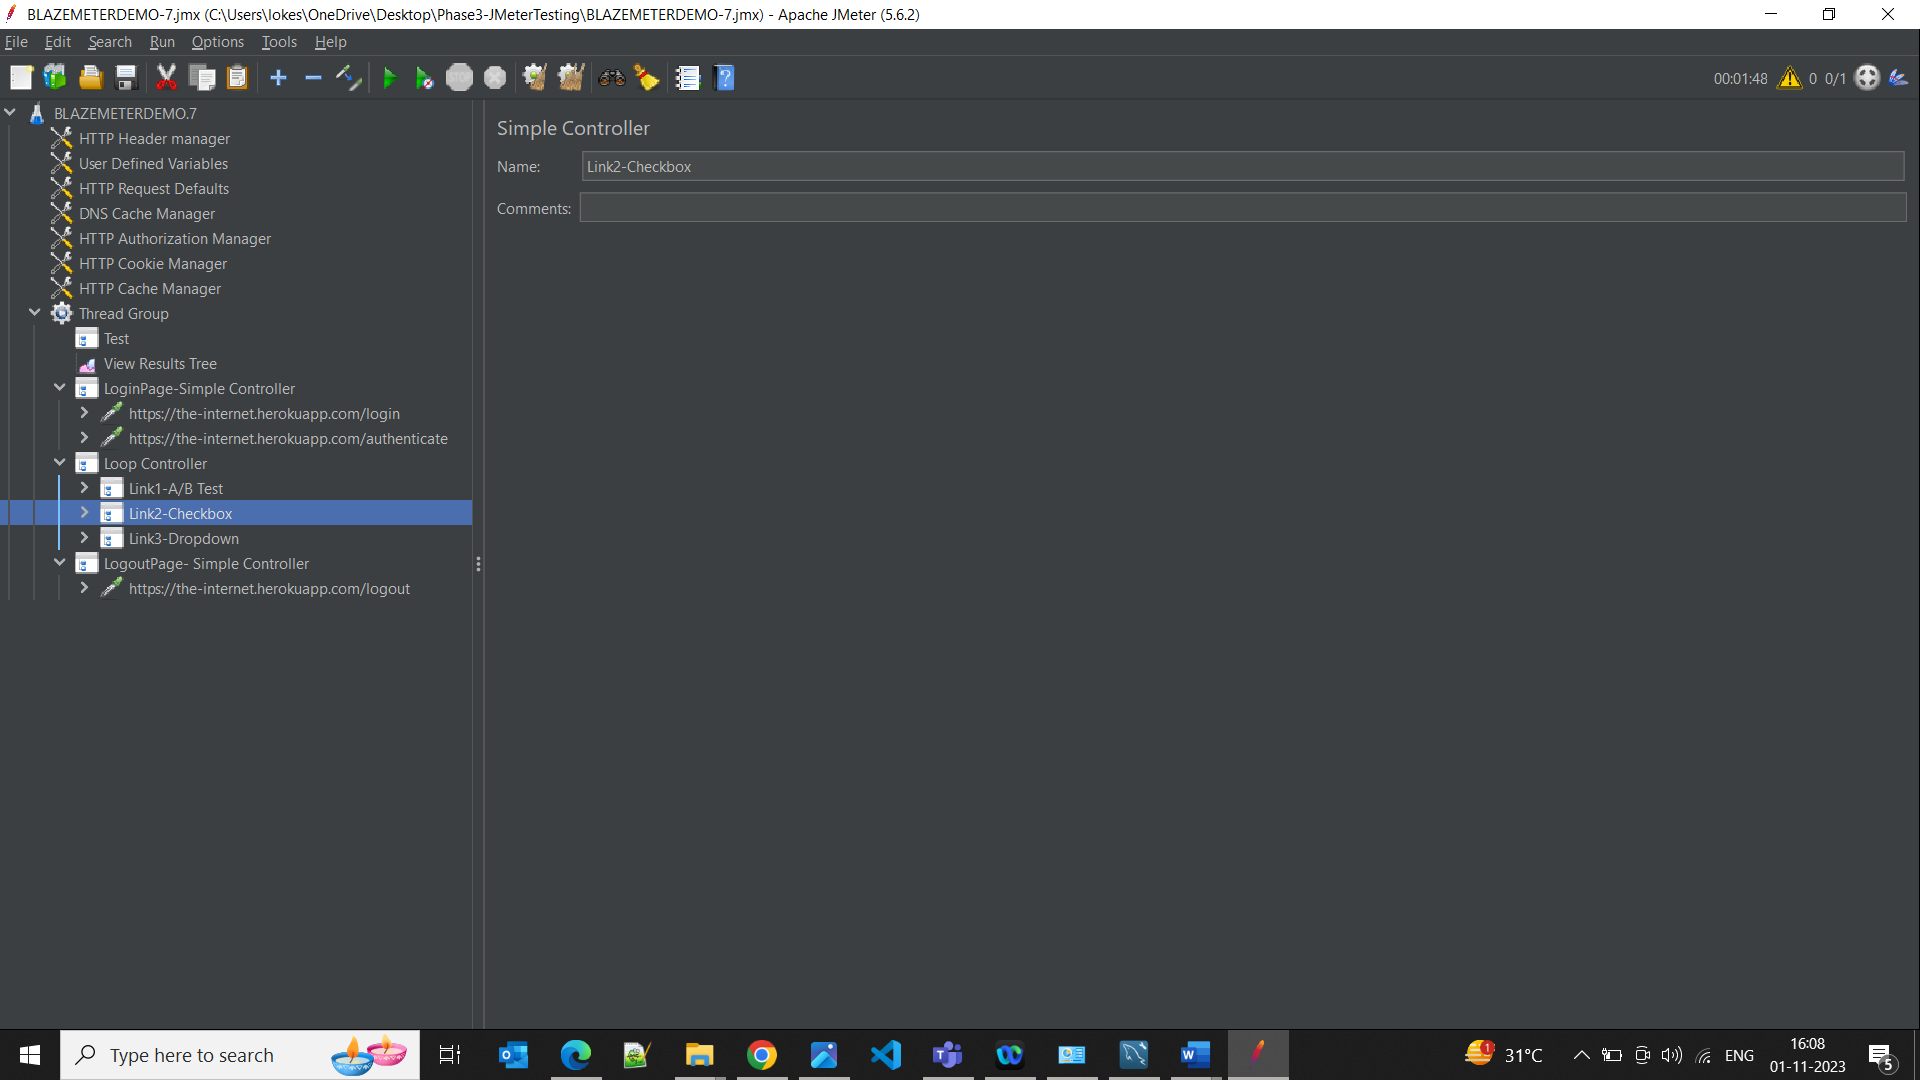 BLAZEMETERDEMO-7.jmx (C:\Users\lokes\OneDrive\Desktop\Phase3-JMeterTesting\BLAZEMETERDEMO-7.jmx) - Apache JMeter (5.6.2)
File Edit Search Run Options Tools Help
STOP
00:01:48 0 0/1
BLAZEMETERDEMO.7
HTTP Header manager
User Defined Variables
HTTP Request Defaults
DNS Cache Manager
HTTP Authorization Manager
HTTP Cookie Manager
HTTP Cache Manager
Thread Group
Test
View Results Tree
LoginPage-Simple Controller
https://the-internet.herokuapp.com/login
https://the-internet.herokuapp.com/authenticate
Loop Controller
Link1-A/B Test
Link2-Checkbox
Link3-Dropdown
LogoutPage- Simple Controller
https://the-internet.herokuapp.com/logout
Simple Controller
Name: Link2-Checkbox
Comments:
Type here to search
1 31°C ENG 16:08
01-11-2023 5